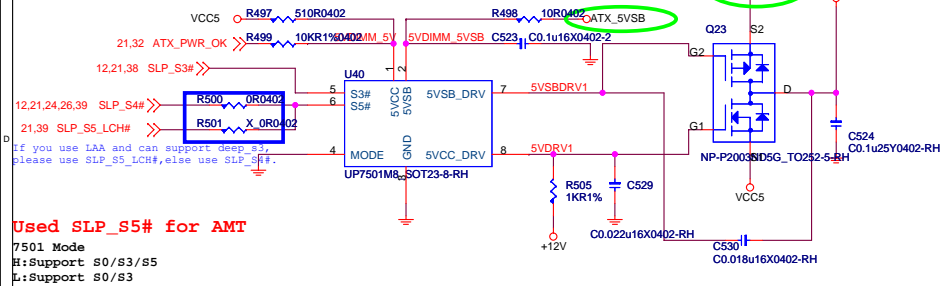 VCC5 R497 510R0402 R498 10R0402 ATX_5VSB
Q23 S2
21,32 ATX_PWR_OK R499 10KR1%0402 5VDIMM_5V 5VDIMMVSB C523 C0.1u16X0402-2
G2
12,21,38 SLP_S3#
1 2
U40
5VCC 5VSB
5 S3# 5VSB_DRV 7 5VSBDRV1 D
12,21,24,26,39 SLP_S4# R500 0R0402 6 S5#
21,39 SLP_S5_LCH# R501 X_0R0402
G1 C524
D
If you use LAA and can support deep_s3,
please use SLP_S5_LCH#,else use SLP_S4#.
4 MODE GND 5VCC_DRV 8 5VDRV1
C0.1u25Y0402-RH
UP7501M8_SOT23-8-RH
8
R505 C529
1KR1%
VCC5
Used SLP_S5# for AMT
C0.022u16X0402-RH
+12V
7501 Mode
C530
H:Support S0/S3/S5
C0.018u16X0402-RH
L:Support S0/S3